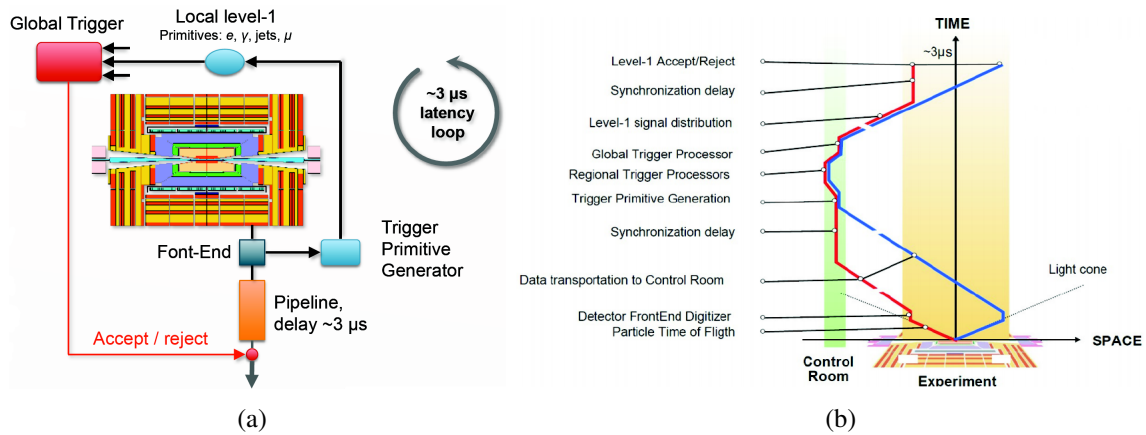 Global Trigger
Local level-1
Primitives: e, γ, jets, μ
~3 μs
latency
loop
Font-End
Trigger
Primitive
Generator
Pipeline,
delay ~3 μs
Accept / reject
(a)
TIME
~3μs
Level-1 Accept/Reject
Synchronization delay
Level-1 signal distribution
Global Trigger Processor
Regional Trigger Processors
Trigger Primitive Generation
Synchronization delay
Data transportation to Control Room
Light cone
Detector FrontEnd Digitizer
Particle Time of Fligth
SPACE
Control
Room
Experiment
(b)